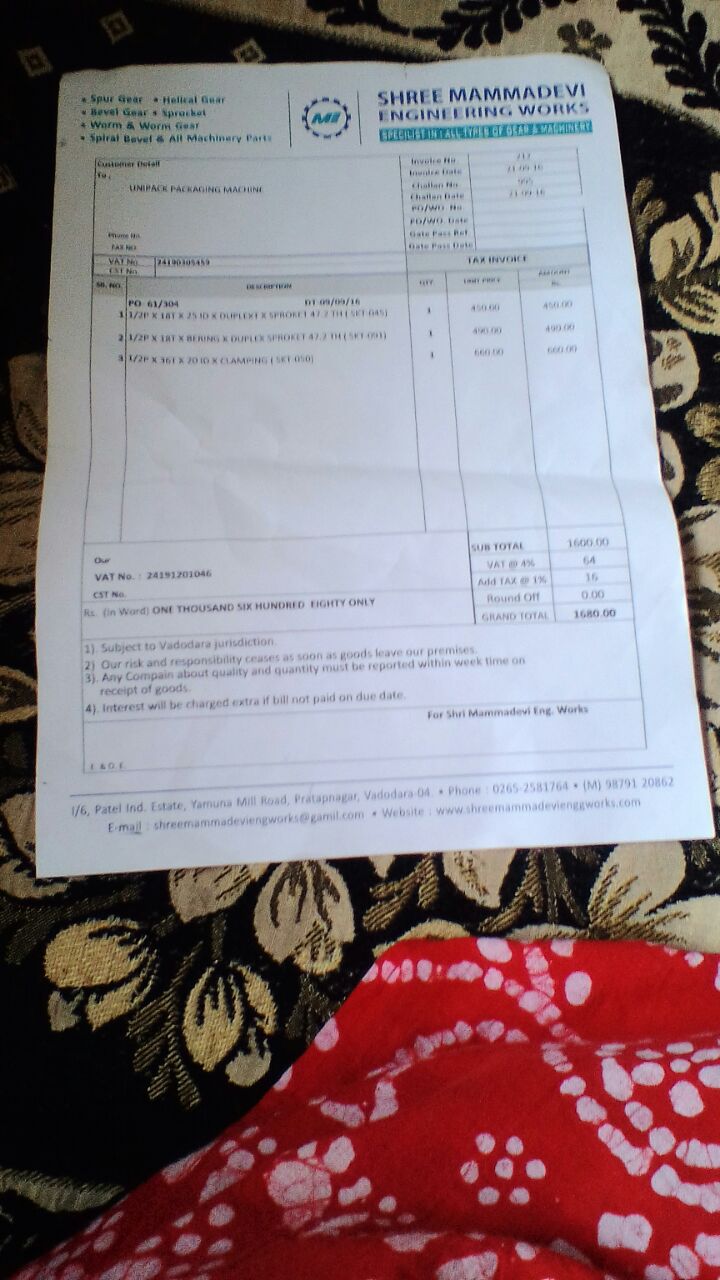 • Spur Gear • Helical Gear
• Bevel Gear • Sprocket
• Worm & Worm Gear
• Spiral Bevel & All Machinery Parts
SHREE MAMMADEVI
ENGINEERING WORKS
SPECILIST IN : ALL TYPES OF GEAR & MACHINERY
Customer Detail
To,
UNIPACK PACKAGING MACHINE
Phone No.
TAX NO
VAT No. 24190305459
CST No.
Invoice No. 217
Invoice Date 21-09-16
Challan No. 995
Challan Date 21-09-16
PO/WO. No.
PO/WO. Date
Gate Pass Ref.
Gate Pass Date
TAX INVOICE
SR. NO. DESCRIPTION QTY UNIT PRICE AMOUNT Rs.
PO- 61/304 DT-09/09/16
1 1/2P X 18T X 25 ID X DUPLEXT X SPROKET 47.2 TH ( SKT-045) 1 450.00 450.00
2 1/2P X 18T X BERING X DUPLEX SPROKET 47.2 TH ( SKT-091) 1 490.00 490.00
3 1/2P X 36T X 20 ID X CLAMPING ( SKT-050) 1 660.00 660.00
SUB TOTAL 1600.00
VAT @ 4% 64
Add TAX @ 1% 16
Round Off 0.00
GRAND TOTAL 1680.00
Our
VAT No. : 24191201046
CST No.
Rs. (In Word) ONE THOUSAND SIX HUNDRED EIGHTY ONLY
1) Subject to Vadodara jurisdiction.
2) Our risk and responsibility ceases as soon as goods leave our premises.
3). Any Compain about quality and quantity must be reported within week time on
receipt of goods.
4). Interest will be charged extra if bill not paid on due date.
For Shri Mammadevi Eng. Works
E. & O. E.
I/6, Patel Ind. Estate, Yamuna Mill Road, Pratapnagar, Vadodara-04. • Phone : 0265-2581764 • (M) 98791 20862
E-mail : shreemammadeviengworks@gamil.com • Website : www.shreemammadevienggworks.com